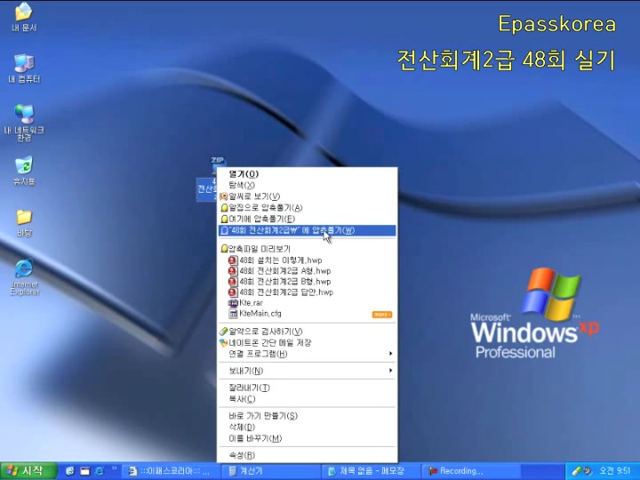 Epasskorea
전산회계2급 48회 실기
내 문서
내 컴퓨터
내 네트워크
환경
휴지통
Internet
Explorer
ZIP
열기(O)
탐색(X)
알씨로 보기(V)
알집으로 압축풀기(A)
여기에 압축풀기(E)
"48회 전산회계2급₩" 에 압축풀기(W)
압축파일 미리보기
48회 설치는 이렇게.hwp
48회 전산회계2급 A형.hwp
48회 전산회계2급 B형.hwp
48회 전산회계2급 답안.hwp
Kte.rar
KteMain.cfg
알약으로 검사하기(V)
네이트온 간단 메일 저장
연결 프로그램(H)
보내기(N)
잘라내기(T)
복사(C)
바로 가기 만들기(S)
삭제(D)
이름 바꾸기(M)
속성(R)
Microsoft
Windows xp
Professional
시작
:::이패스코리아::: ...
계산기
제목 없음 - 메모장
Recording...
오전 9:51